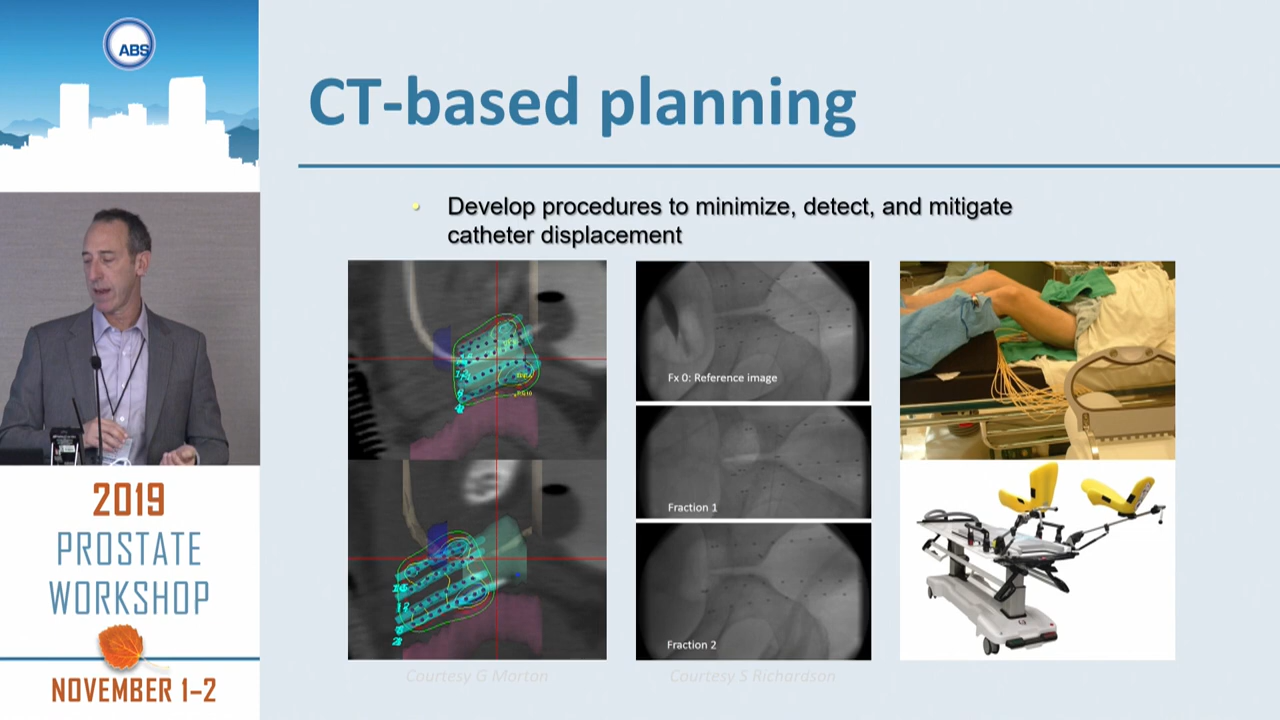 ABS
CT-based planning
• Develop procedures to minimize, detect, and mitigate
catheter displacement
Fx 0: Reference image
Fraction 1
Fraction 2
Courtesy G Morton
Courtesy S Richardson
2019
PROSTATE
WORKSHOP
NOVEMBER 1–2